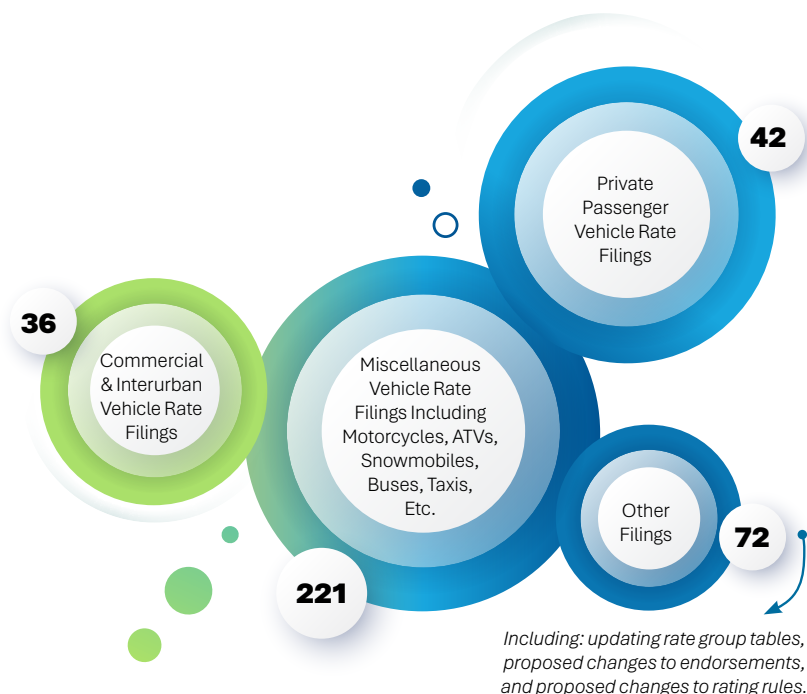 42
Private
Passenger
Vehicle Rate
Filings
36
Commercial
& Interurban
Vehicle Rate
Filings
Miscellaneous
Vehicle Rate
Filings Including
Motorcycles, ATVs,
Snowmobiles,
Buses, Taxis,
Etc.
221
Other
Filings
72
Including: updating rate group tables,
proposed changes to endorsements,
and proposed changes to rating rules.